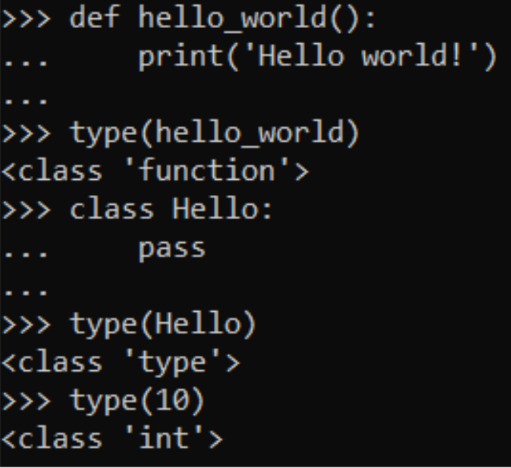 >>> def hello_world():
...     print('Hello world!')
...
>>> type(hello_world)
<class 'function'>
>>> class Hello:
...     pass
...
>>> type(Hello)
<class 'type'>
>>> type(10)
<class 'int'>